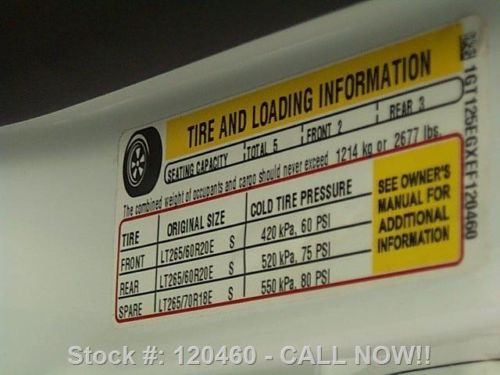 TIRE AND LOADING INFORMATION
SEATING CAPACITY TOTAL 5 FRONT 2 REAR 3
The combined weight of occupants and cargo should never exceed 1214 kg or 2677 lbs.
TIRE ORIGINAL SIZE COLD TIRE PRESSURE
FRONT LT265/60R20E S 420 kPa, 60 PSI
REAR LT265/60R20E S 520 kPa, 75 PSI
SPARE LT265/70R18E S 550 kPa, 80 PSI
SEE OWNER'S
MANUAL FOR
ADDITIONAL
INFORMATION
1GT125EGXEF120460
Stock #: 120460 - CALL NOW!!